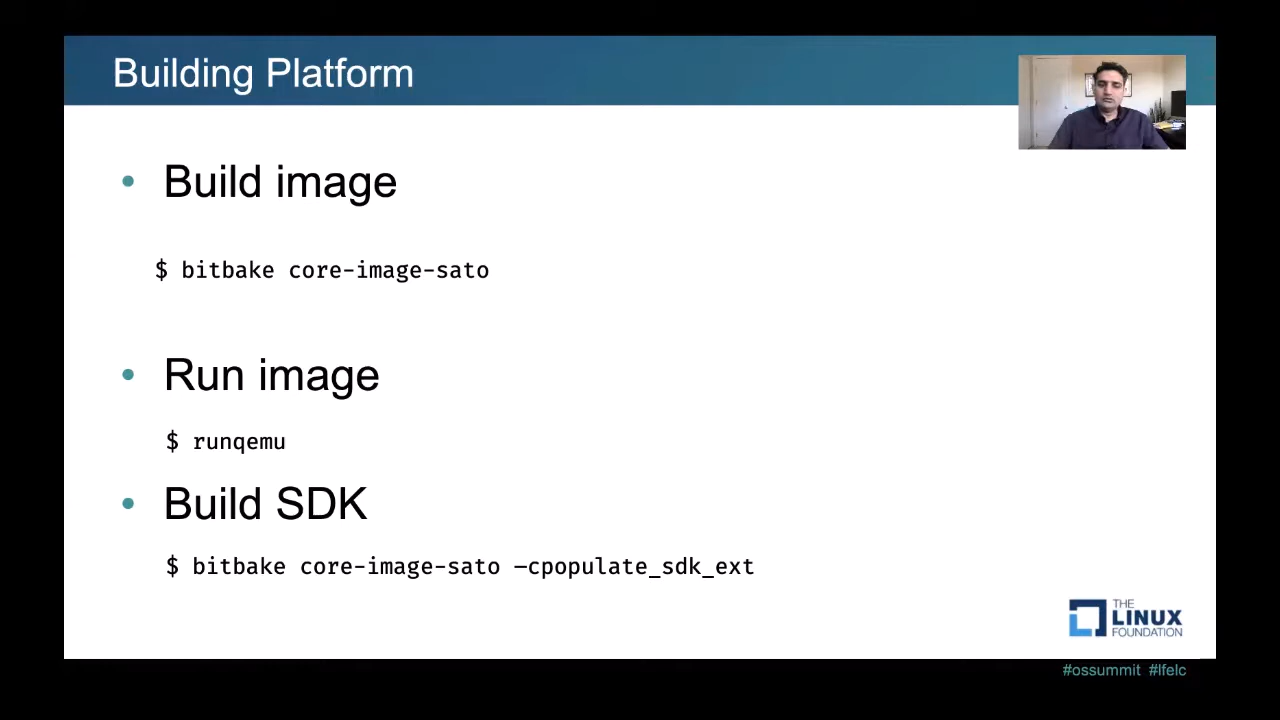 Building Platform
• Build image
$ bitbake core-image-sato
• Run image
$ runqemu
• Build SDK
$ bitbake core-image-sato –cpopulate_sdk_ext
THE
LINUX
FOUNDATION
#ossummit #lfelc